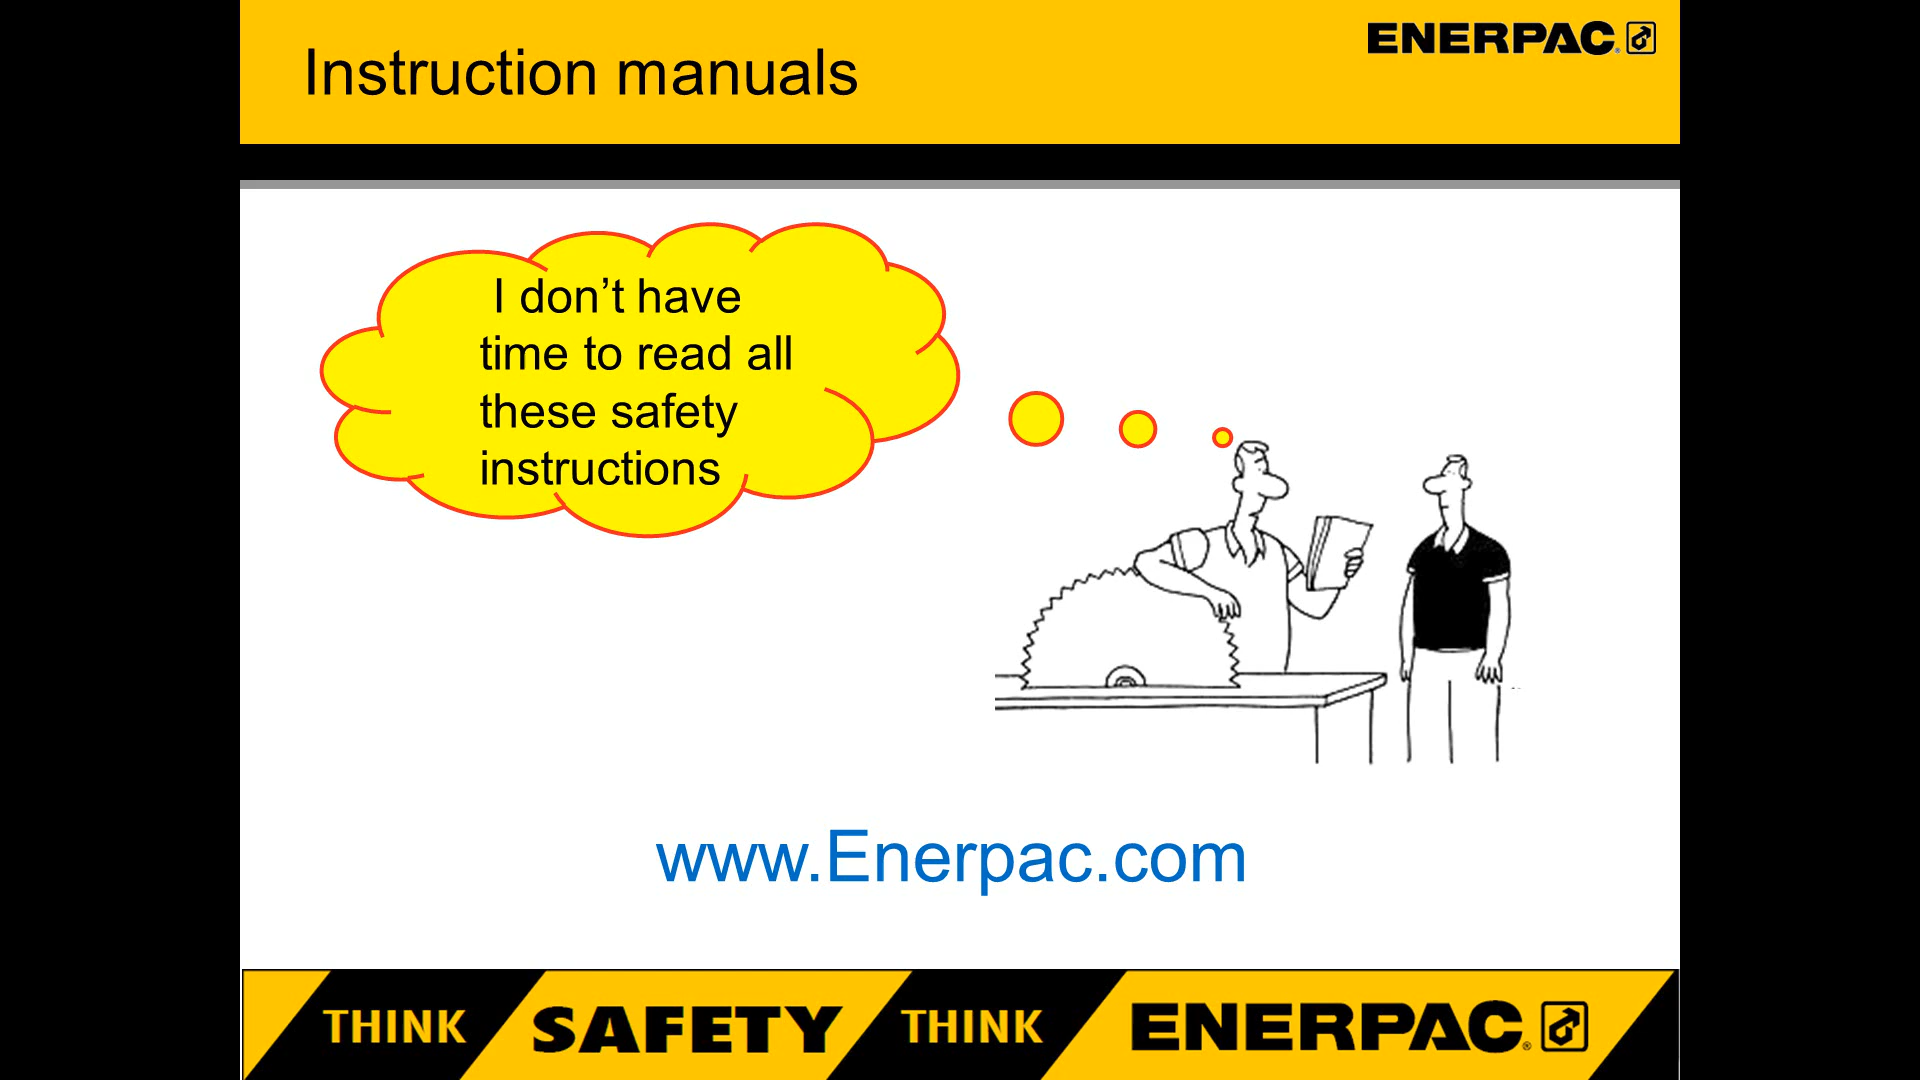 Instruction manuals
ENERPAC
I don’t have
time to read all
these safety
instructions
www.Enerpac.com
THINK SAFETY THINK ENERPAC®